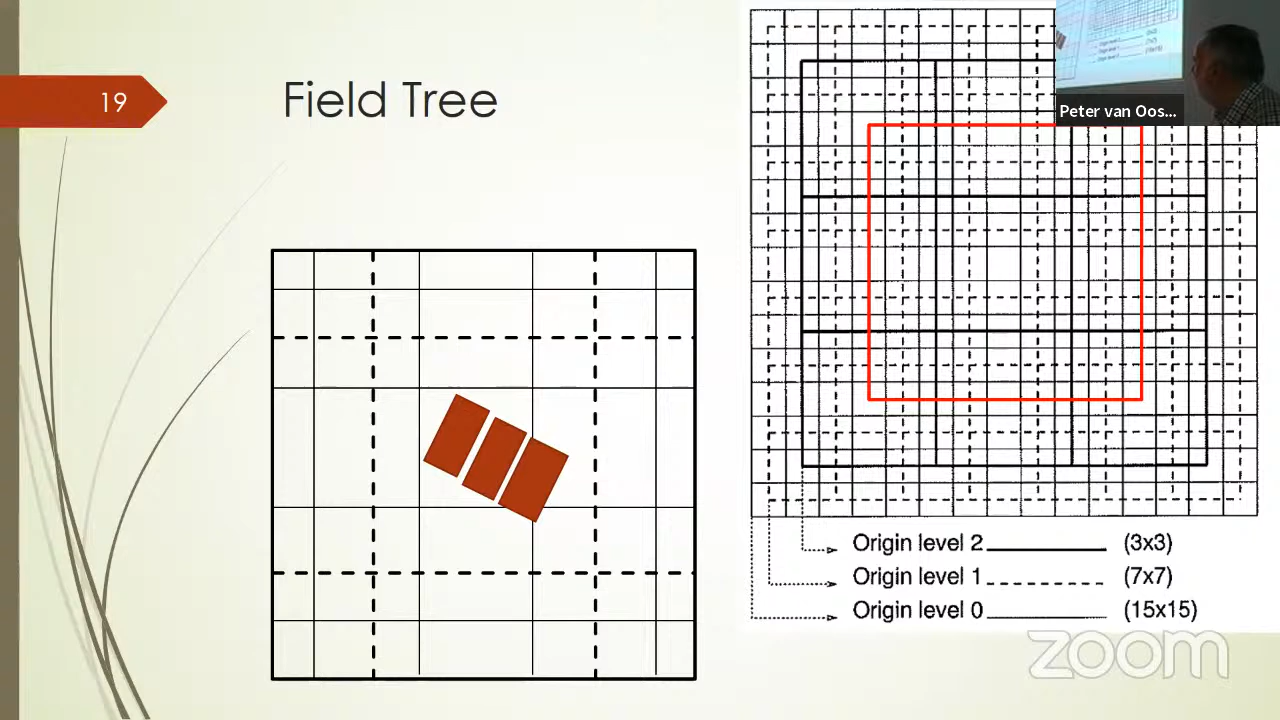 19
Field Tree
Peter van Oos...
Origin level 2 (3x3)
Origin level 1 (7x7)
Origin level 0 (15x15)
zoom